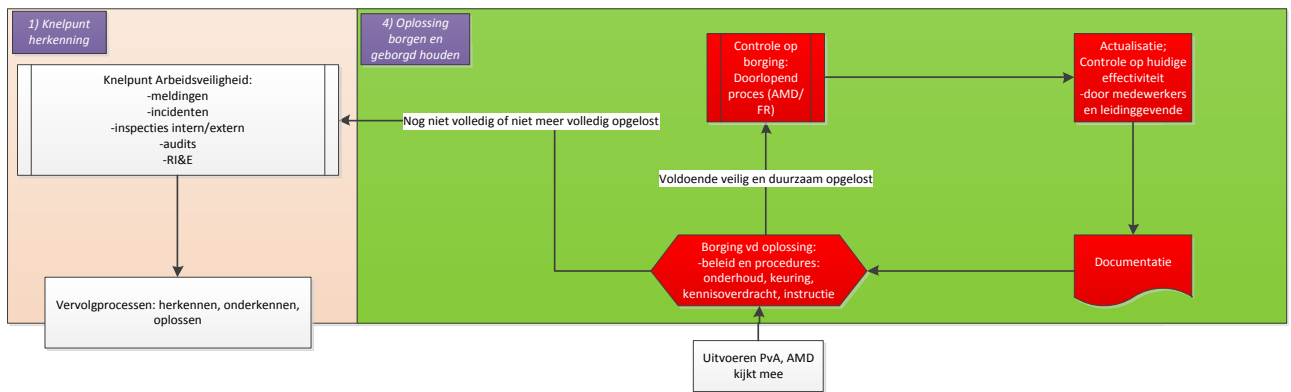 1) Knelpunt
herkenning
Knelpunt Arbeidsveiligheid:
-meldingen
-incidenten
-inspecties intern/extern
-audits
-RI&E
Vervolgprocessen: herkennen, onderkennen,
oplossen
4) Oplossing
borgen en
geborgd houden
Nog niet volledig of niet meer volledig opgelost
Controle op
borging:
Doorlopend
proces (AMD/
FR)
Actualisatie;
Controle op huidige
effectiviteit
-door medewerkers
en leidinggevende
Voldoende veilig en duurzaam opgelost
Borging vd oplossing:
-beleid en procedures:
onderhoud, keuring,
kennisoverdracht, instructie
Documentatie
Uitvoeren PvA, AMD
kijkt mee